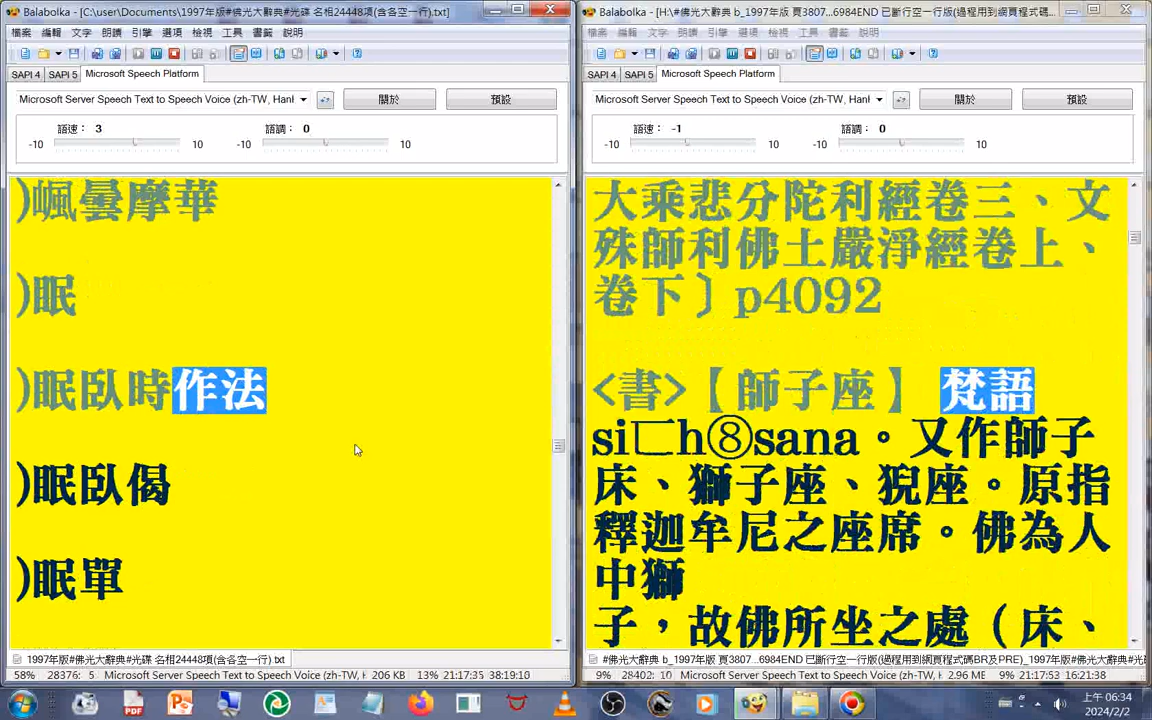 Balabolka - [C:\user\Documents\1997年版#佛光大辭典#光碟 名相24448項(含各空一行).txt]
檔案 編輯 文字 朗讀 引擎 選項 檢視 工具 書籤 說明
SAPI 4 SAPI 5 Microsoft Speech Platform
Microsoft Server Speech Text to Speech Voice (zh-TW, Hanl 關於 預設
語速： 3 語調： 0
-10 10 -10 10
)颯曇摩華
)眠
)眠臥時作法
)眠臥偈
)眠單
1997年版#佛光大辭典#光碟 名相24448項(含各空一行).txt
58% 28376: 5 Microsoft Server Speech Text to Speech Voice (zh-TW, H 206 KB 13% 21:17:35 38:19:10
Balabolka - [H:\#佛光大辭典 b_1997年版 頁3807...6984END 已斷行空一行版(過程用到網頁程式碼...
檔案 編輯 文字 朗讀 引擎 選項 檢視 工具 書籤 說明
SAPI 4 SAPI 5 Microsoft Speech Platform
Microsoft Server Speech Text to Speech Voice (zh-TW, Hanl 關於 預設
語速： -1 語調： 0
-10 10 -10 10
大乘悲分陀利經卷三、文
殊師利佛土嚴淨經卷上、
卷下〕p4092
<書>【師子座】 梵語
si匚h⑧sana。又作師子
床、獅子座、猊座。原指
釋迦牟尼之座席。佛為人
中獅
子，故佛所坐之處（床、
#佛光大辭典 b_1997年版 頁3807...6984END 已斷行空一行版(過程用到網頁程式碼BR及PRE)_1997年版#佛光大辭典#光
9% 28402: 10 Microsoft Server Speech Text to Speech Voice (zh-TW, H 2.96 ME 9% 21:17:53 16:21:38
上午 06:34
2024/2/2